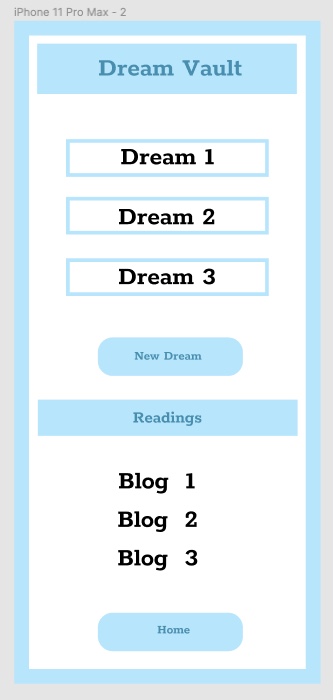 iPhone 11 Pro Max - 2
Dream Vault
Dream 1
Dream 2
Dream 3
New Dream
Readings
Blog 1
Blog 2
Blog 3
Home